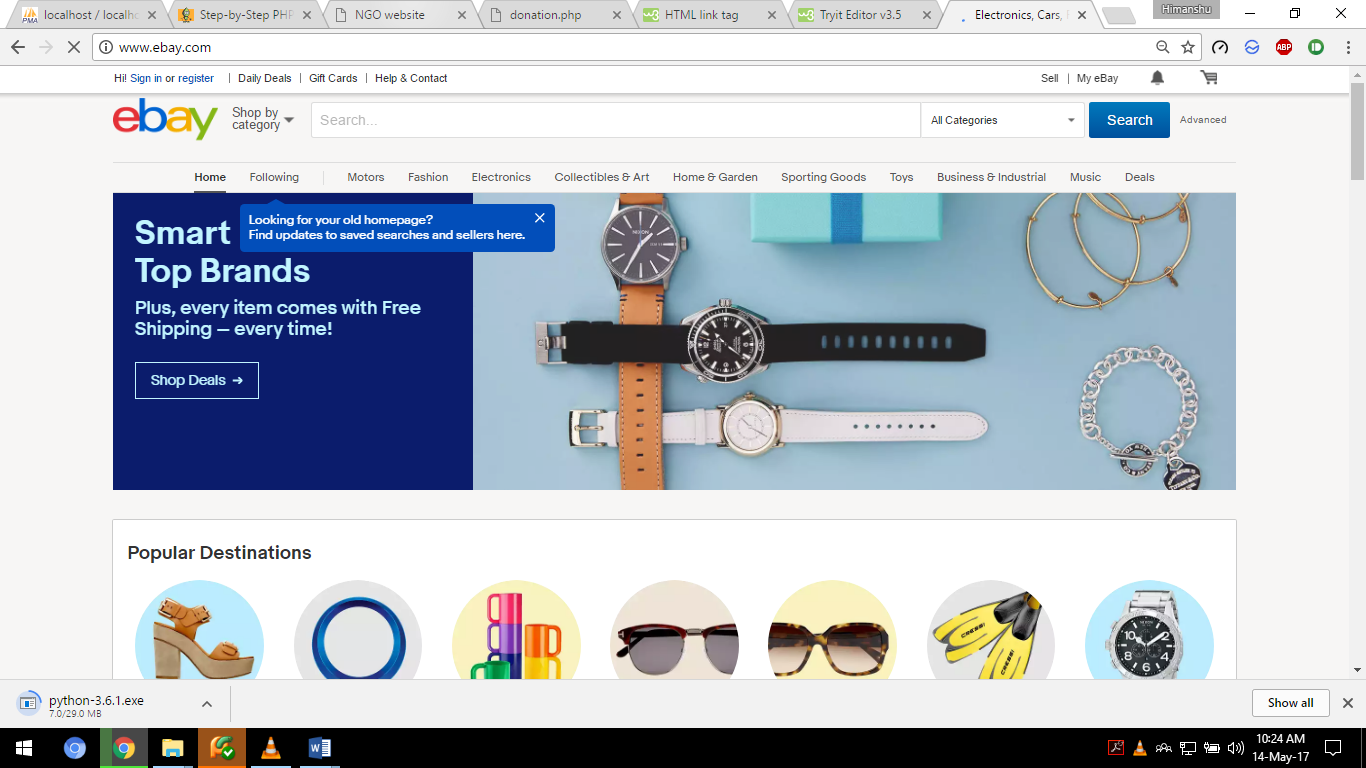 localhost / localho
Step-by-Step PHP
NGO website
donation.php
HTML link tag
Tryit Editor v3.5
Electronics, Cars,
Himanshu
www.ebay.com
ABP
Hi! Sign in or register | Daily Deals | Gift Cards | Help & Contact
Sell | My eBay
ebay
Shop by
category
Search...
All Categories
Search
Advanced
Home
Following
Motors
Fashion
Electronics
Collectibles & Art
Home & Garden
Sporting Goods
Toys
Business & Industrial
Music
Deals
Looking for your old homepage?
Find updates to saved searches and sellers here.
Smart
Top Brands
Plus, every item comes with Free
Shipping – every time!
Shop Deals
NIXON
Popular Destinations
CRESSI
CRESSI
python-3.6.1.exe
7.0/29.0 MB
Show all
10:24 AM
14-May-17